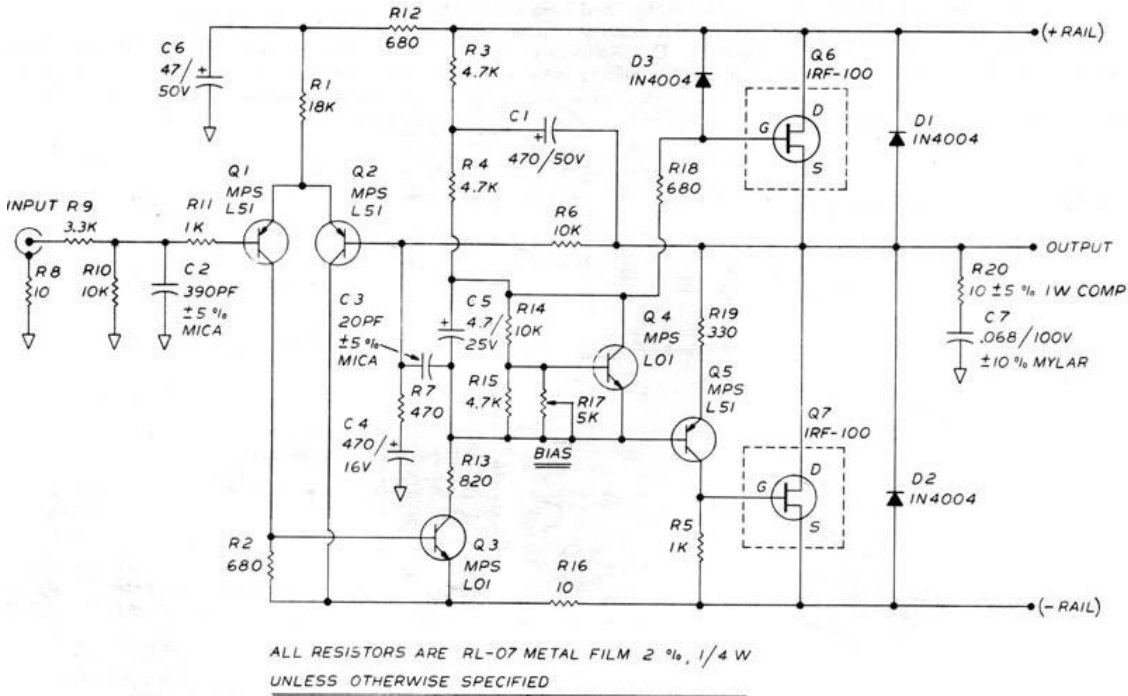 R12
680
(+RAIL)
C6
47/
50V
+
R1
18K
R3
4.7K
C1
+
470/50V
R4
4.7K
D3
IN4004
Q6
IRF-100
D
G
S
D1
IN4004
R18
680
Q1
MPS
L51
Q2
MPS
L51
INPUT
R9
3.3K
R11
1K
R6
10K
OUTPUT
R8
10
R10
10K
C2
390PF
±5%
MICA
C3
20PF
±5%
MICA
C5
4.7/
25V
+
R14
10K
Q4
MPS
L01
R19
330
R20
10 ±5% 1W COMP
C7
.068/100V
±10% MYLAR
R7
470
R15
4.7K
R17
5K
BIAS
Q5
MPS
L51
C4
470/
16V
+
R13
820
Q7
IRF-100
D
G
S
D2
IN4004
R2
680
Q3
MPS
L01
R5
1K
R16
10
(-RAIL)
ALL RESISTORS ARE RL-07 METAL FILM 2 %, 1/4 W
UNLESS OTHERWISE SPECIFIED